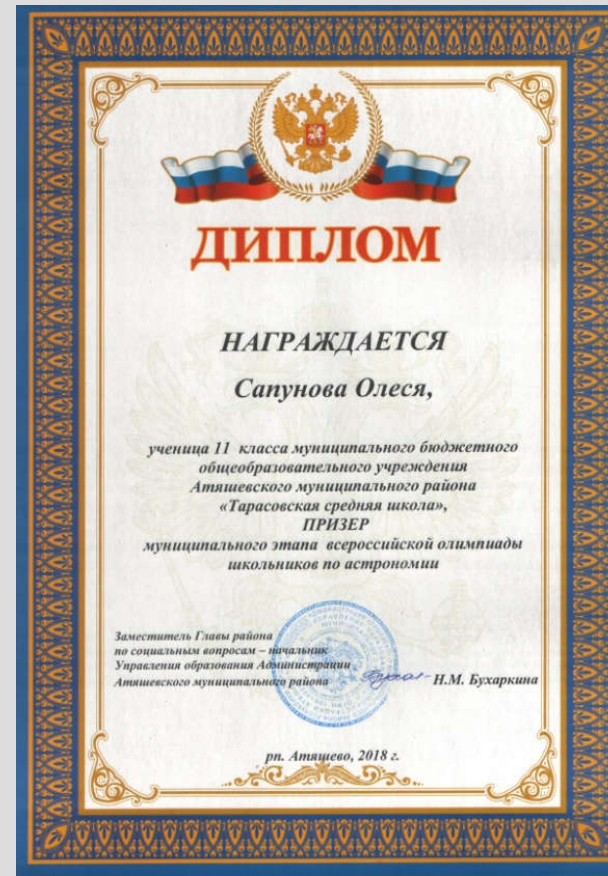 ДИПЛОМ
НАГРАЖДАЕТСЯ
Сапунова Олеся,
ученица 11 класса муниципального бюджетного
общеобразовательного учреждения
Атяшевского муниципального района
«Тарасовская средняя школа»,
ПРИЗЕР
муниципального этапа всероссийской олимпиады
школьников по астрономии
Заместитель Главы района
по социальным вопросам – начальник
Управления образования Администрации
Атяшевского муниципального района
Н.М. Бухаркина
рп. Атяшево, 2018 г.